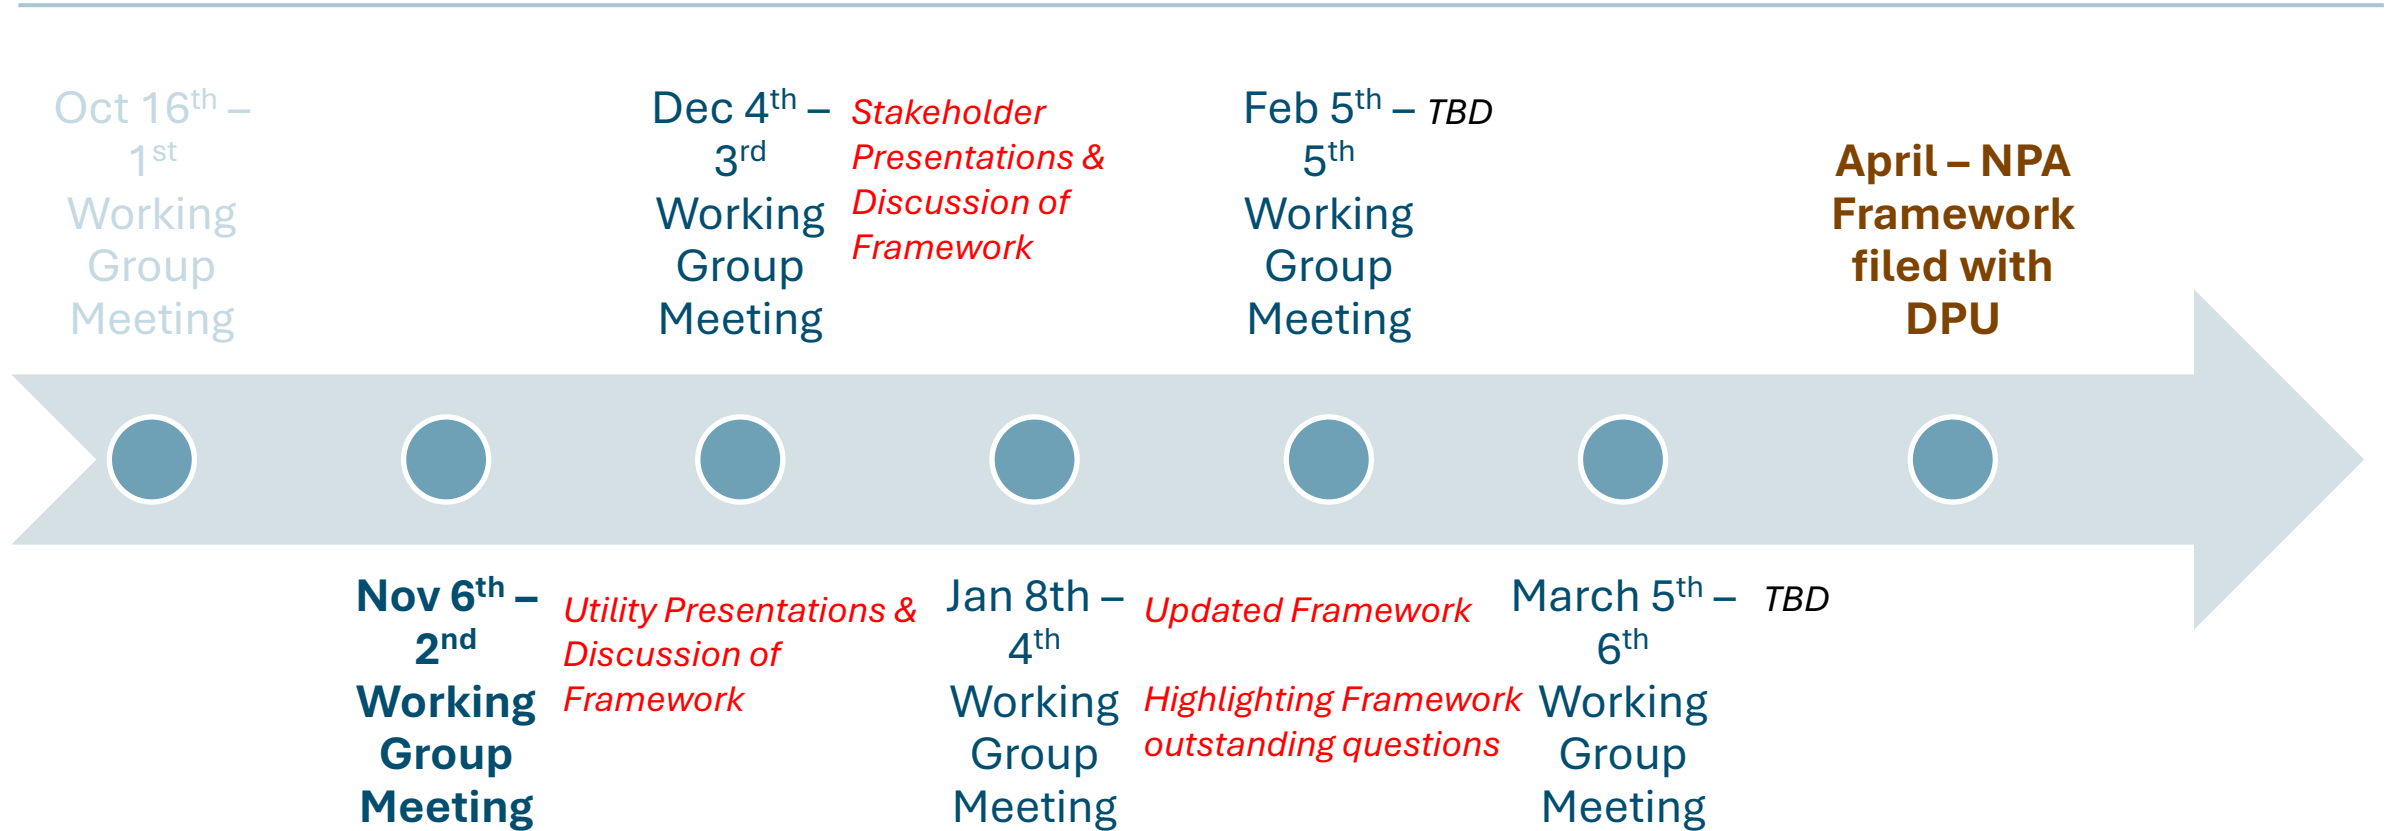 Oct 16th –
1st
Working
Group
Meeting
Dec 4th –
3rd
Working
Group
Meeting
Stakeholder
Presentations &
Discussion of
Framework
Feb 5th –
5th
Working
Group
Meeting
TBD
April – NPA
Framework
filed with
DPU
Nov 6th –
2nd
Working
Group
Meeting
Utility Presentations &
Discussion of
Framework
Jan 8th –
4th
Working
Group
Meeting
Updated Framework
Highlighting Framework
outstanding questions
March 5th –
6th
Working
Group
Meeting
TBD